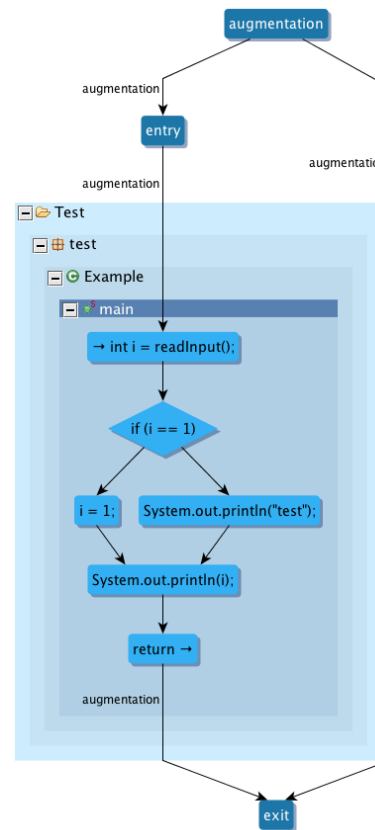 augmentation
augmentation
entry
augmentation
augmentatio
Test
test
Example
main
→ int i = readInput();
if (i == 1)
i = 1;
System.out.println("test");
System.out.println(i);
return →
augmentation
exit